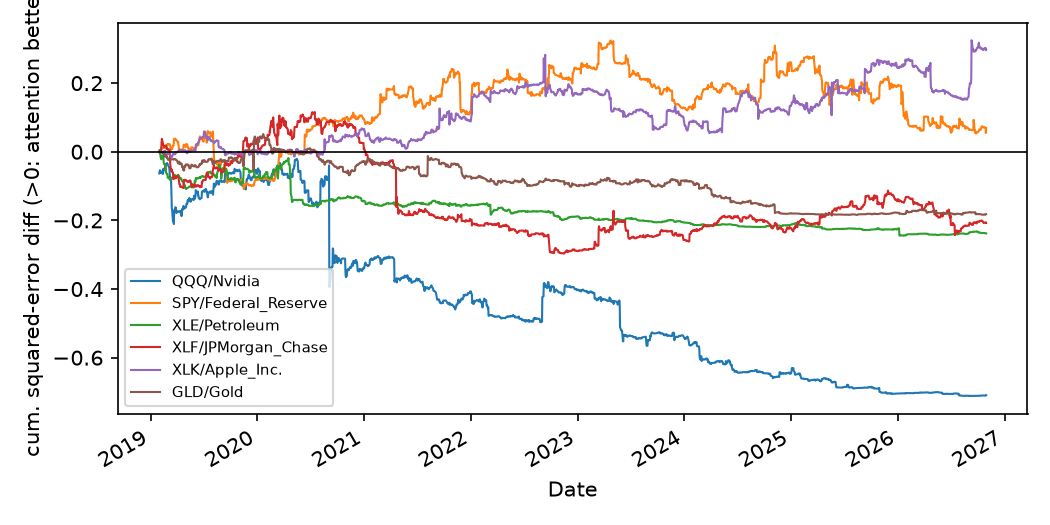 cum. squared-error diff (>0: attention
0.2
0.0
−0.2
−0.4
−0.6
QQQ/Nvidia
SPY/Federal_Reserve
XLE/Petroleum
XLF/JPMorgan_Chase
XLK/Apple_Inc.
GLD/Gold
2019
2020
2021
2022
2023
2024
2025
2026
2027
Date